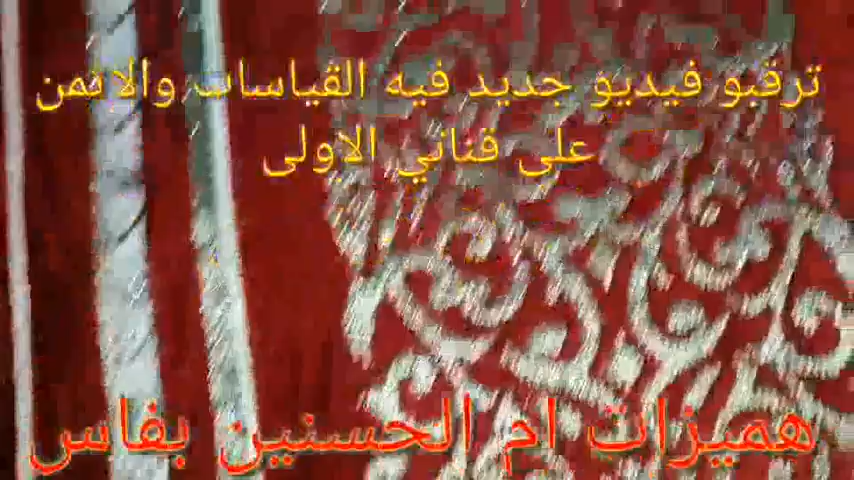 ترقبو فيديو جديد فيه القياسات والاثمن
على قناتي الاولى
هميزات ام الحسنين بفاس